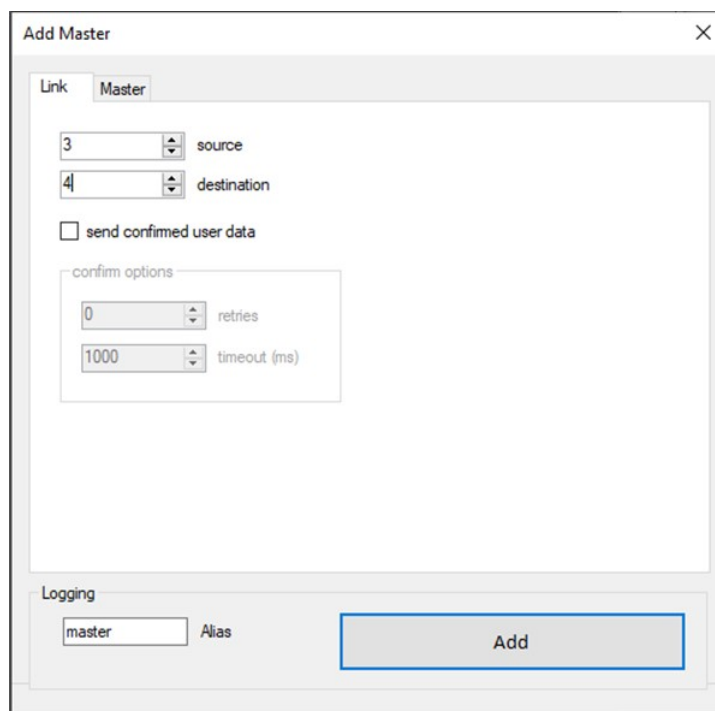 Add Master
Link Master
3 source
4 destination
send confirmed user data
confirm options
0 retries
1000 timeout (ms)
Logging
master Alias
Add